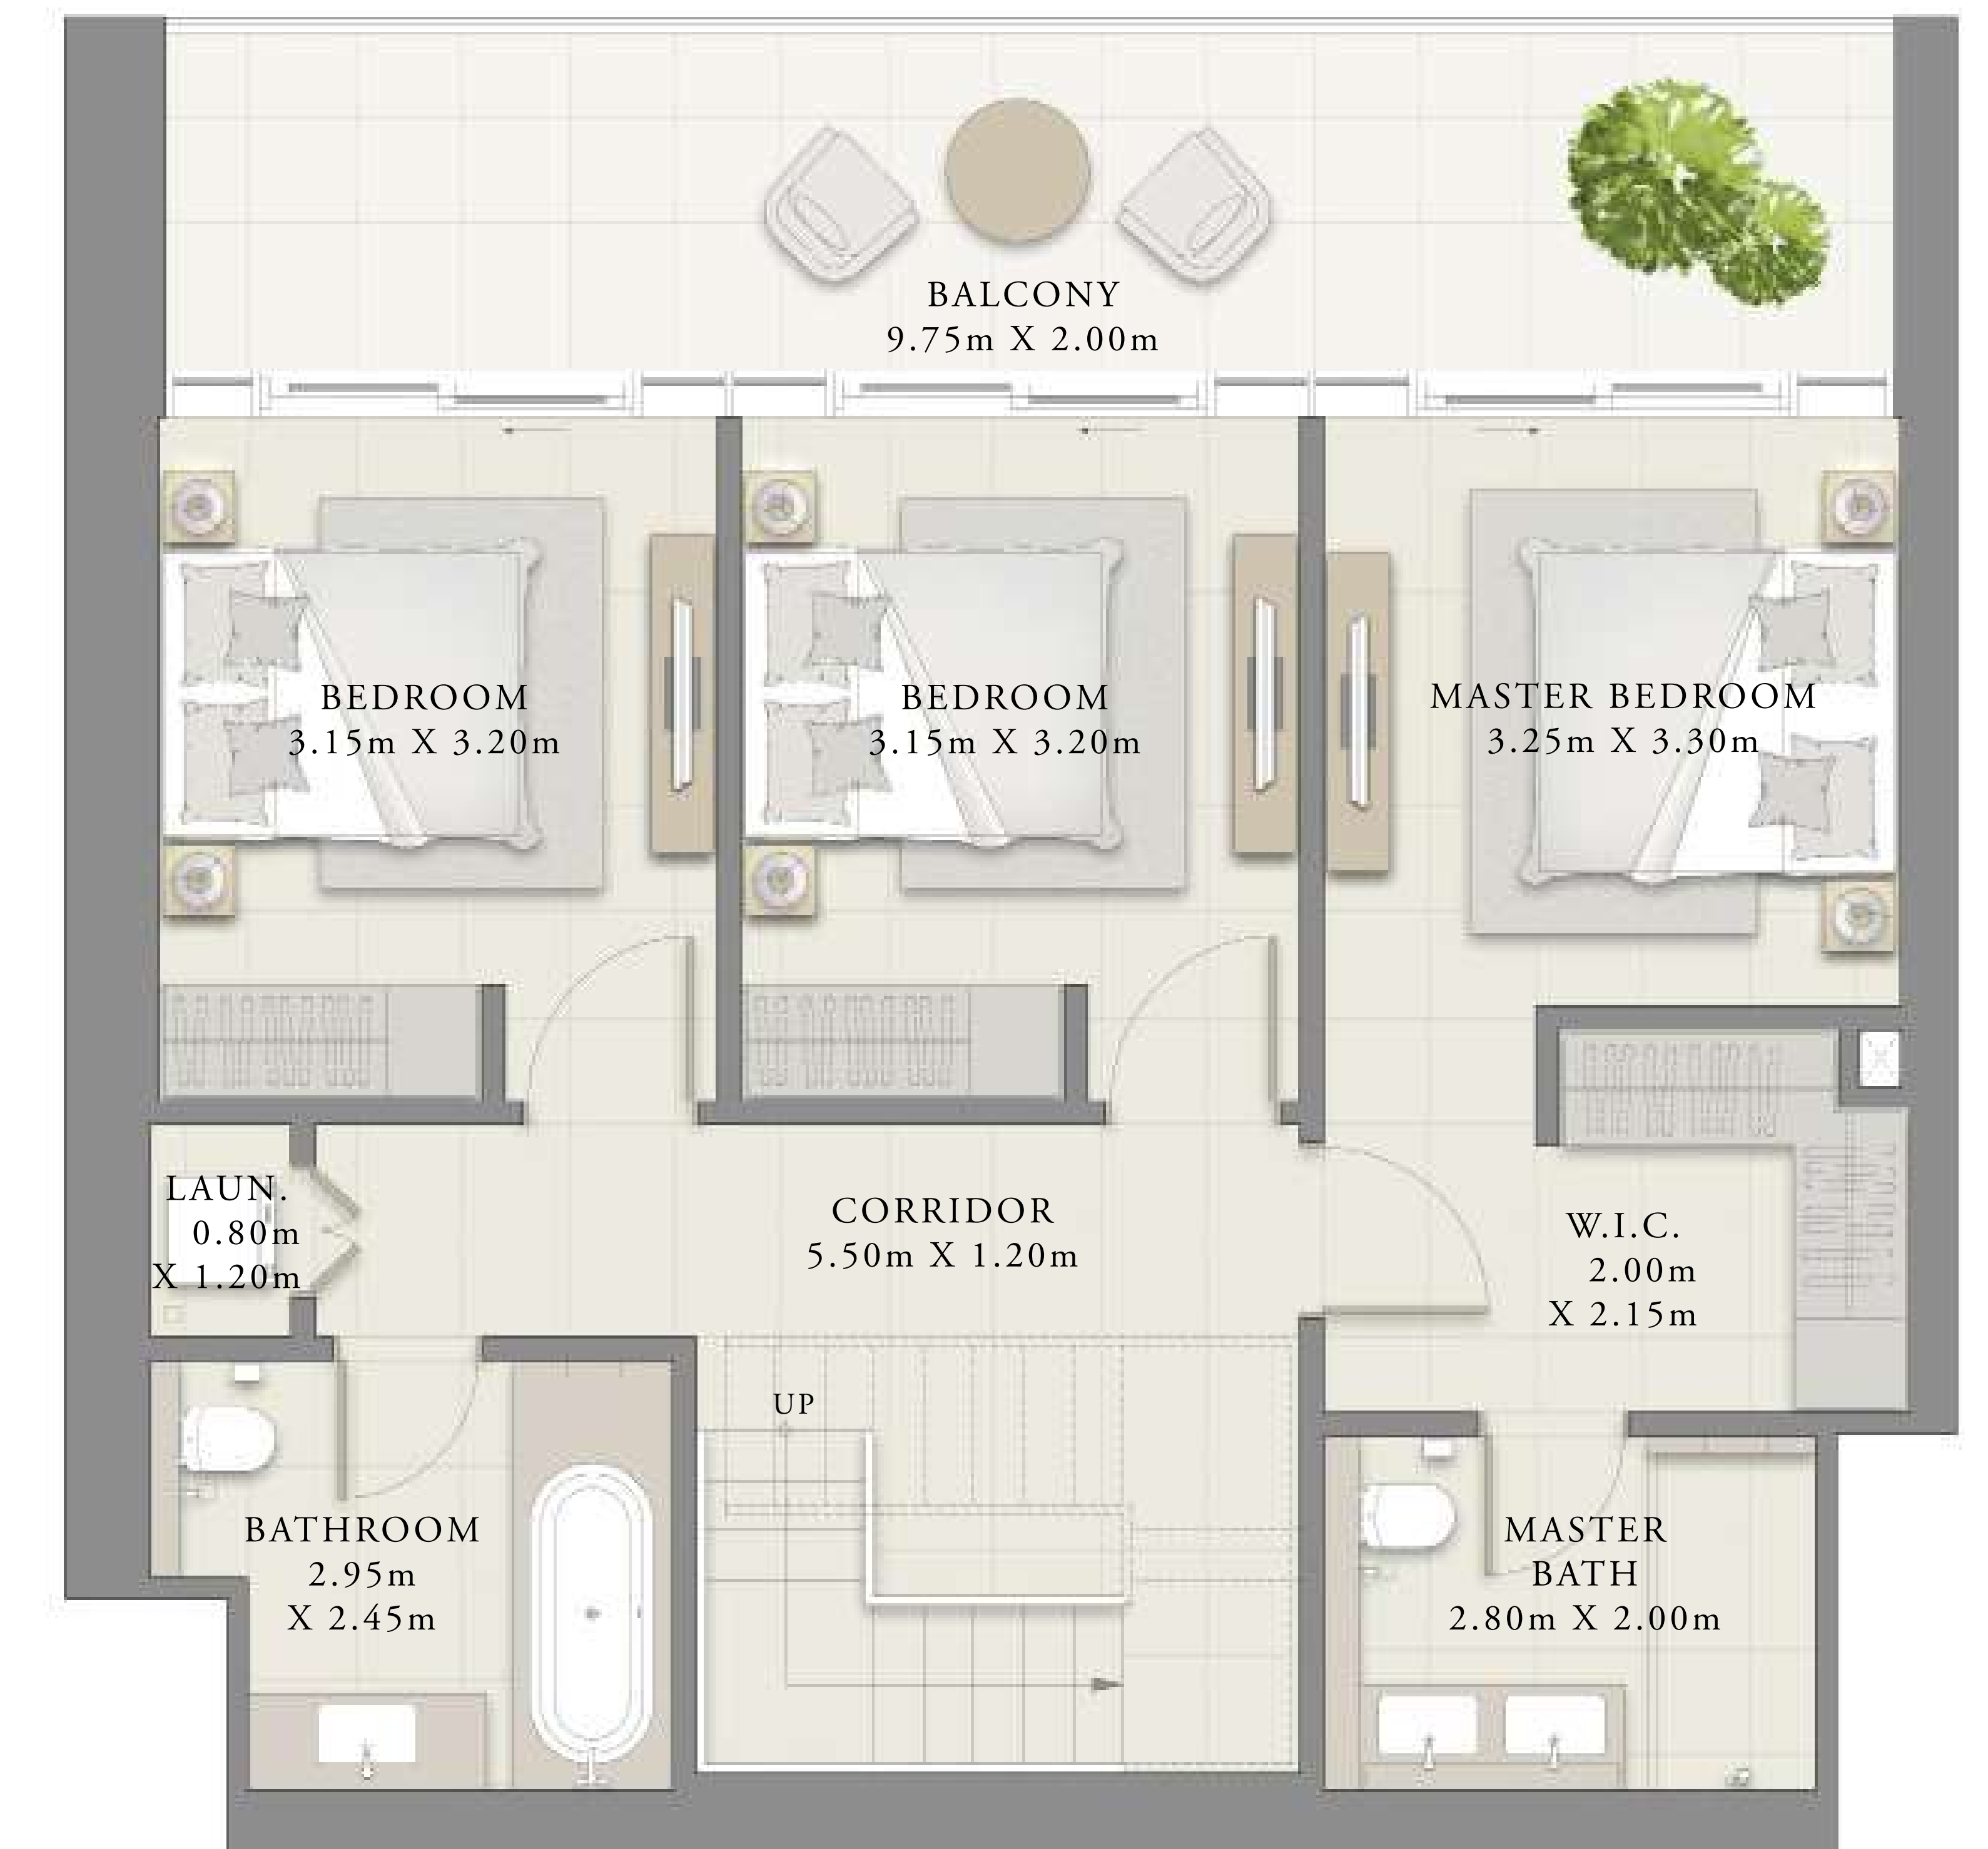 BALCONY
9.75m X 2.00m
BEDROOM
3.15m X 3.20m
BEDROOM
3.15m X 3.20m
MASTER BEDROOM
3.25m X 3.30m
LAUN.
0.80m
X 1.20m
CORRIDOR
5.50m X 1.20m
W.I.C.
2.00m
X 2.15m
UP
BATHROOM
2.95m
X 2.45m
MASTER
BATH
2.80m X 2.00m